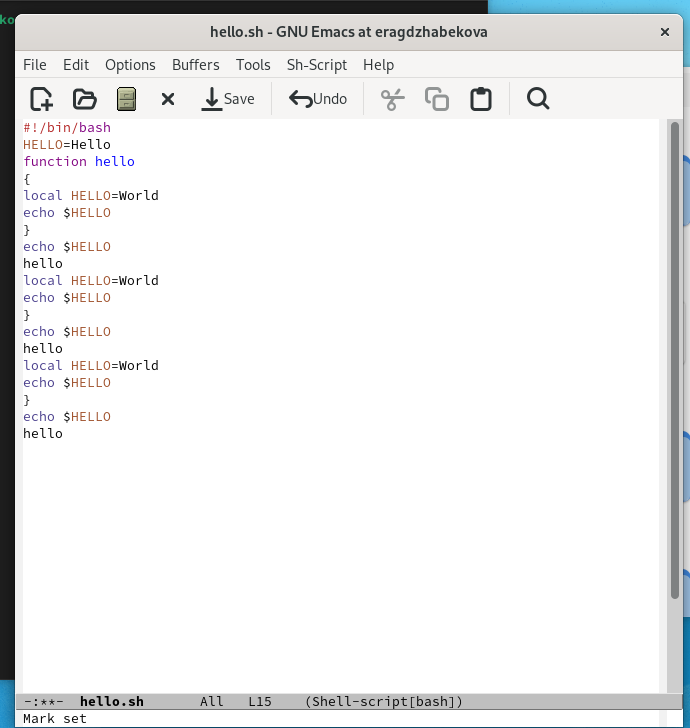 ko
hello.sh - GNU Emacs at eragdzhabekova
File Edit Options Buffers Tools Sh-Script Help
Save Undo
#!/bin/bash
HELLO=Hello
function hello
{
local HELLO=World
echo $HELLO
}
echo $HELLO
hello
local HELLO=World
echo $HELLO
}
echo $HELLO
hello
local HELLO=World
echo $HELLO
}
echo $HELLO
hello
-:**- hello.sh All L15 (Shell-script[bash])
Mark set